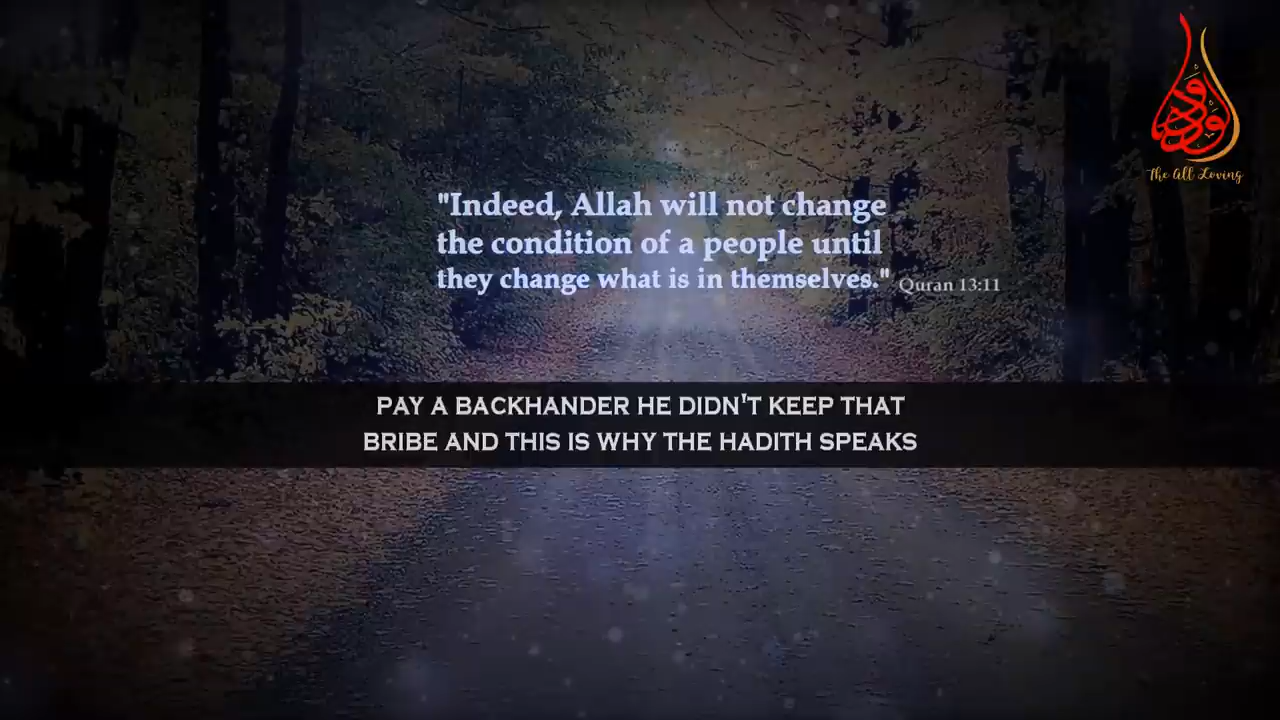 ودود
The All Loving
"Indeed, Allah will not change
the condition of a people until
they change what is in themselves." Quran 13:11
PAY A BACKHANDER HE DIDN'T KEEP THAT
BRIBE AND THIS IS WHY THE HADITH SPEAKS